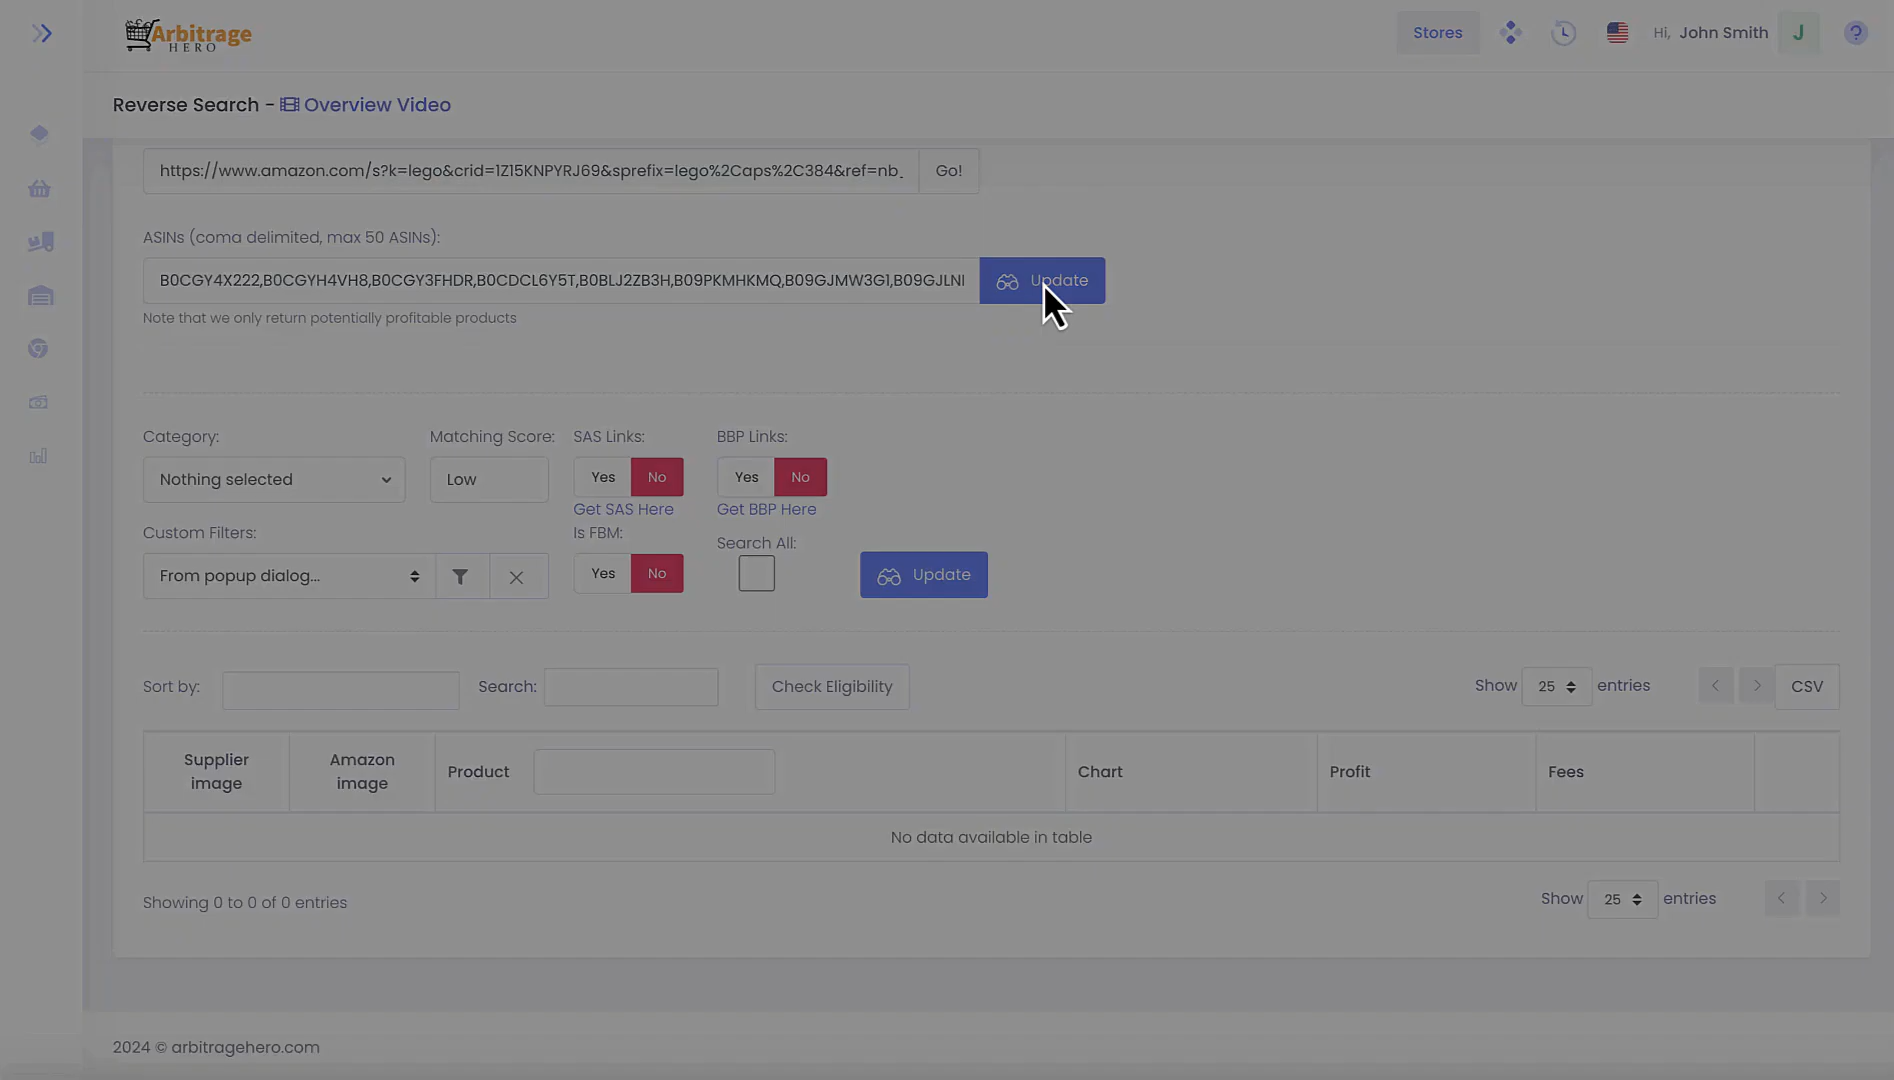 Arbitrage
HERO
Stores
Hi, John Smith
J
?
Reverse Search - Overview Video
https://www.amazon.com/s?k=lego&crid=1Z15KNPYRJ69&sprefix=lego%2Caps%2C384&ref=nb_
Go!
ASINs (coma delimited, max 50 ASINs):
B0CGY4X222,B0CGYH4VH8,B0CGY3FHDR,B0CDCL6Y5T,B0BLJ2ZB3H,B09PKMHKMQ,B09GJMW3G1,B09GJLNI
Update
Note that we only return potentially profitable products
Category: Matching Score: SAS Links: BBP Links:
Nothing selected Low Yes No Yes No
Get SAS Here Get BBP Here
Custom Filters: Is FBM: Search All:
From popup dialog... Yes No Update
Sort by: Search: Check Eligibility Show 25 entries CSV
Supplier image Amazon image Product Chart Profit Fees
No data available in table
Showing 0 to 0 of 0 entries Show 25 entries
2024 © arbitragehero.com